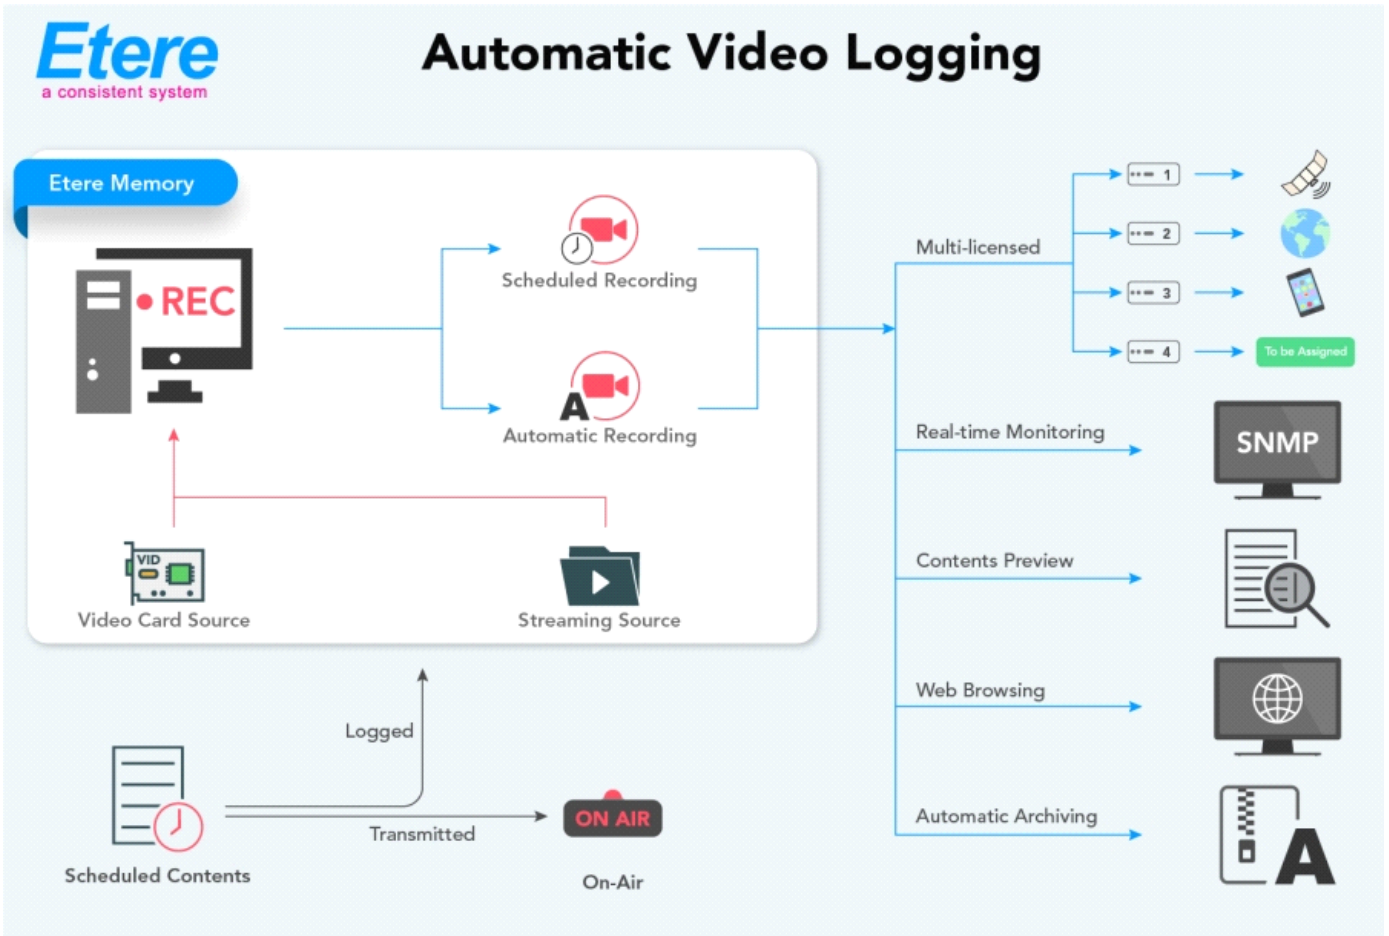 Etere
a consistent system
Automatic Video Logging
Etere Memory
REC
Scheduled Recording
A
Automatic Recording
VID
Video Card Source
Streaming Source
Logged
Transmitted
Scheduled Contents
ON AIR
On-Air
Multi-licensed
1
2
3
4
To be Assigned
Real-time Monitoring
SNMP
Contents Preview
Web Browsing
Automatic Archiving
A